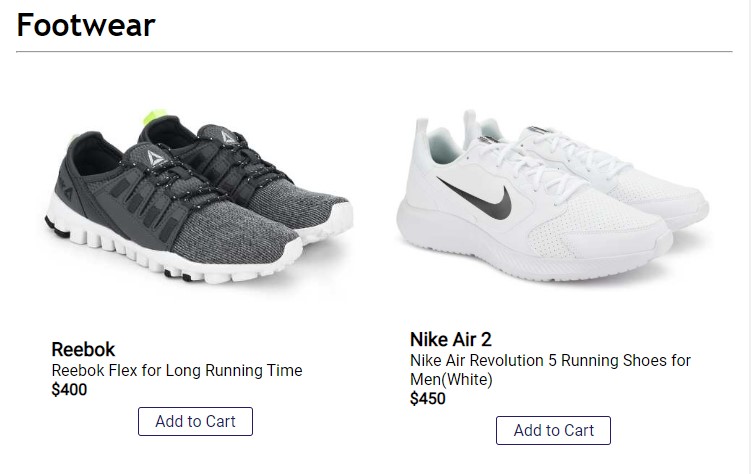 Footwear
Reebok
Reebok Flex for Long Running Time
$400
Add to Cart
Nike Air 2
Nike Air Revolution 5 Running Shoes for
Men(White)
$450
Add to Cart